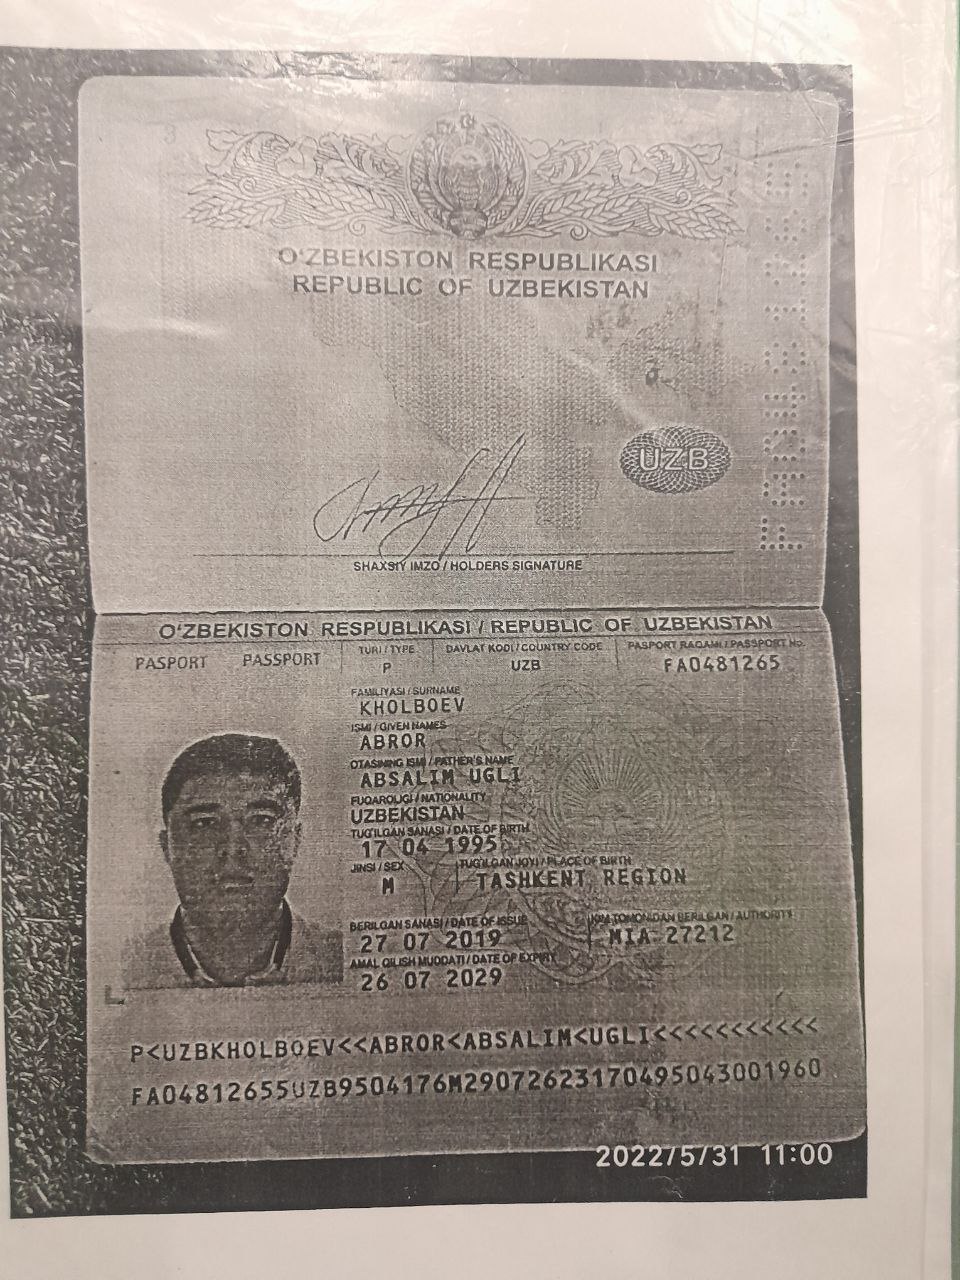 O'ZBEKISTON RESPUBLIKASI
REPUBLIC OF UZBEKISTAN
UZB
SHAXSIY IMZO / HOLDERS SIGNATURE
O'ZBEKISTON RESPUBLIKASI / REPUBLIC OF UZBEKISTAN
PASPORT PASSPORT
TURI / TYPE
P
DAVLAT KODI / COUNTRY CODE
UZB
PASPORT RAQAMI / PASSPORT No.
FA0481265
FAMILIYASI / SURNAME
KHOLBOEV
ISMI / GIVEN NAMES
ABROR
OTASINING ISMI / FATHER'S NAME
ABSALIM UGLI
FUQAROLIGI / NATIONALITY
UZBEKISTAN
TUG'ILGAN SANASI / DATE OF BIRTH
17 04 1995
JINSI / SEX
M
TUG'ILGAN JOYI / PLACE OF BIRTH
TASHKENT REGION
BERILGAN SANASI / DATE OF ISSUE
27 07 2019
KIM TOMONIDAN BERILGAN / AUTHORITY
MIA 27212
AMAL QILISH MUDDATI / DATE OF EXPIRY
26 07 2029
P<UZBKHOLBOEV<<ABROR<ABSALIM<UGLI<<<<<<<<<<<
FA04812655UZB9504176M29072623170495043001960
2022/5/31 11:00